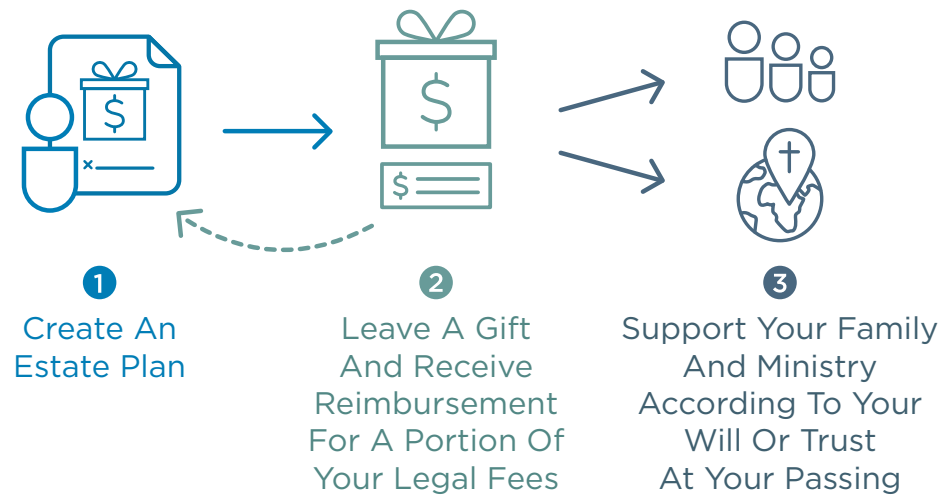 $
×
$
$
1
Create An
Estate Plan
2
Leave A Gift
And Receive
Reimbursement
For A Portion Of
Your Legal Fees
3
Support Your Family
And Ministry
According To Your
Will Or Trust
At Your Passing